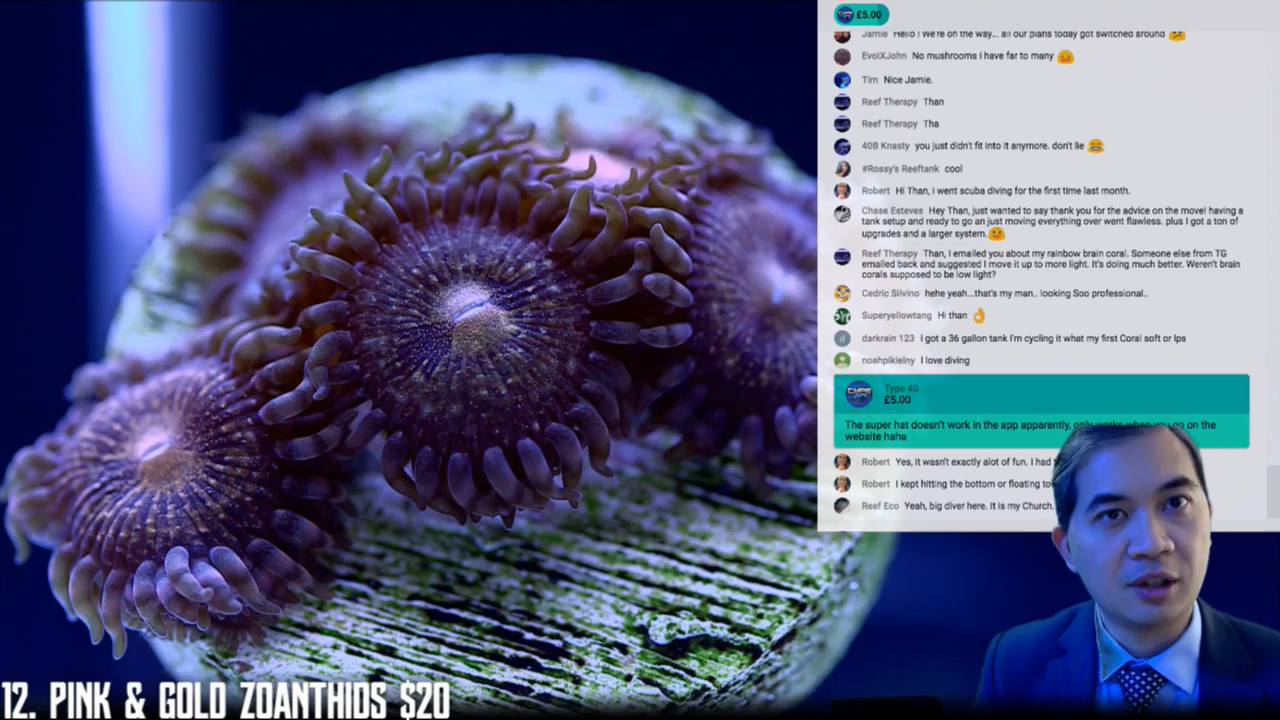 £5.00
Jamie Hello ! We're on the way... all our plans today got switched around
EvolXJohn No mushrooms I have far to many
Tim Nice Jamie.
Reef Therapy Than
Reef Therapy Tha
40B Knasty you just didn't fit into it anymore. don't lie
#Rossy's Reeftank cool
Robert Hi Than, I went scuba diving for the first time last month.
Chase Esteves Hey Than, just wanted to say thank you for the advice on the move! having a
tank setup and ready to go an just moving everything over went flawless. plus I got a ton of
upgrades and a larger system.
Reef Therapy Than, I emailed you about my rainbow brain coral. Someone else from TG
emailed back and suggested I move it up to more light. It's doing much better. Weren't brain
corals supposed to be low light?
Cedric Silvino hehe yeah...that's my man.. looking Soo professional..
Superyellowtang Hi than
d darkrain 123 I got a 36 gallon tank I'm cycling it what my first Coral soft or lps
noahpikielny I love diving
Type 40
£5.00
The super hat doesn't work in the app apparently, only works when you go on the
website haha
Robert Yes, it wasn't exactly alot of fun. I had
Robert I kept hitting the bottom or floating to
Reef Eco Yeah, big diver here. It is my Church.
12. PINK & GOLD ZOANTHIDS $20